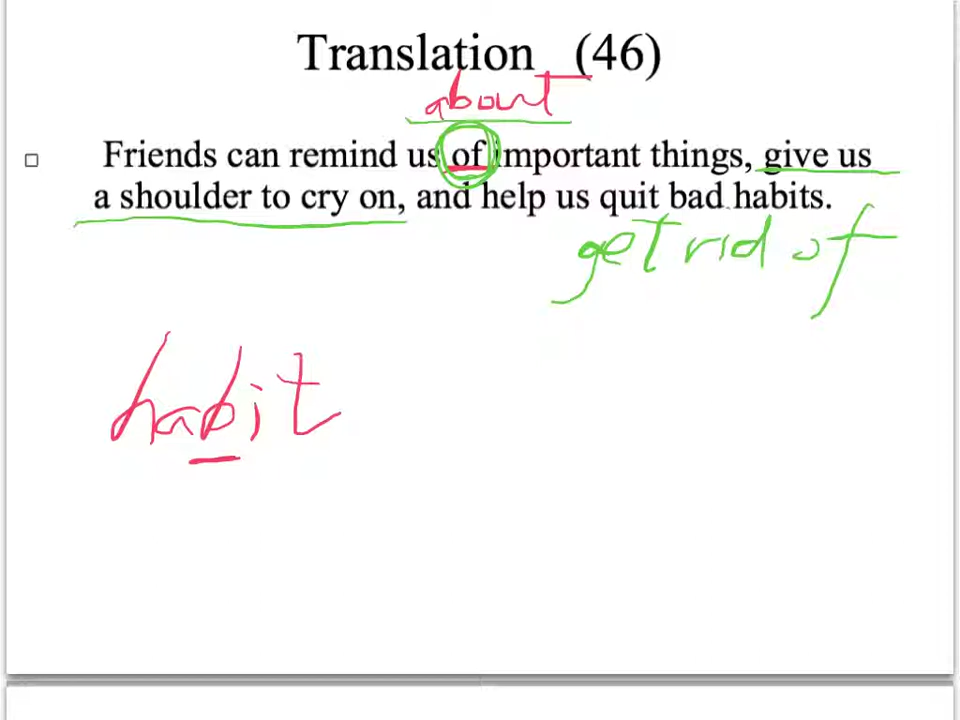 Translation (46)
about
Friends can remind us of important things, give us
a shoulder to cry on, and help us quit bad habits.
get rid of
habit